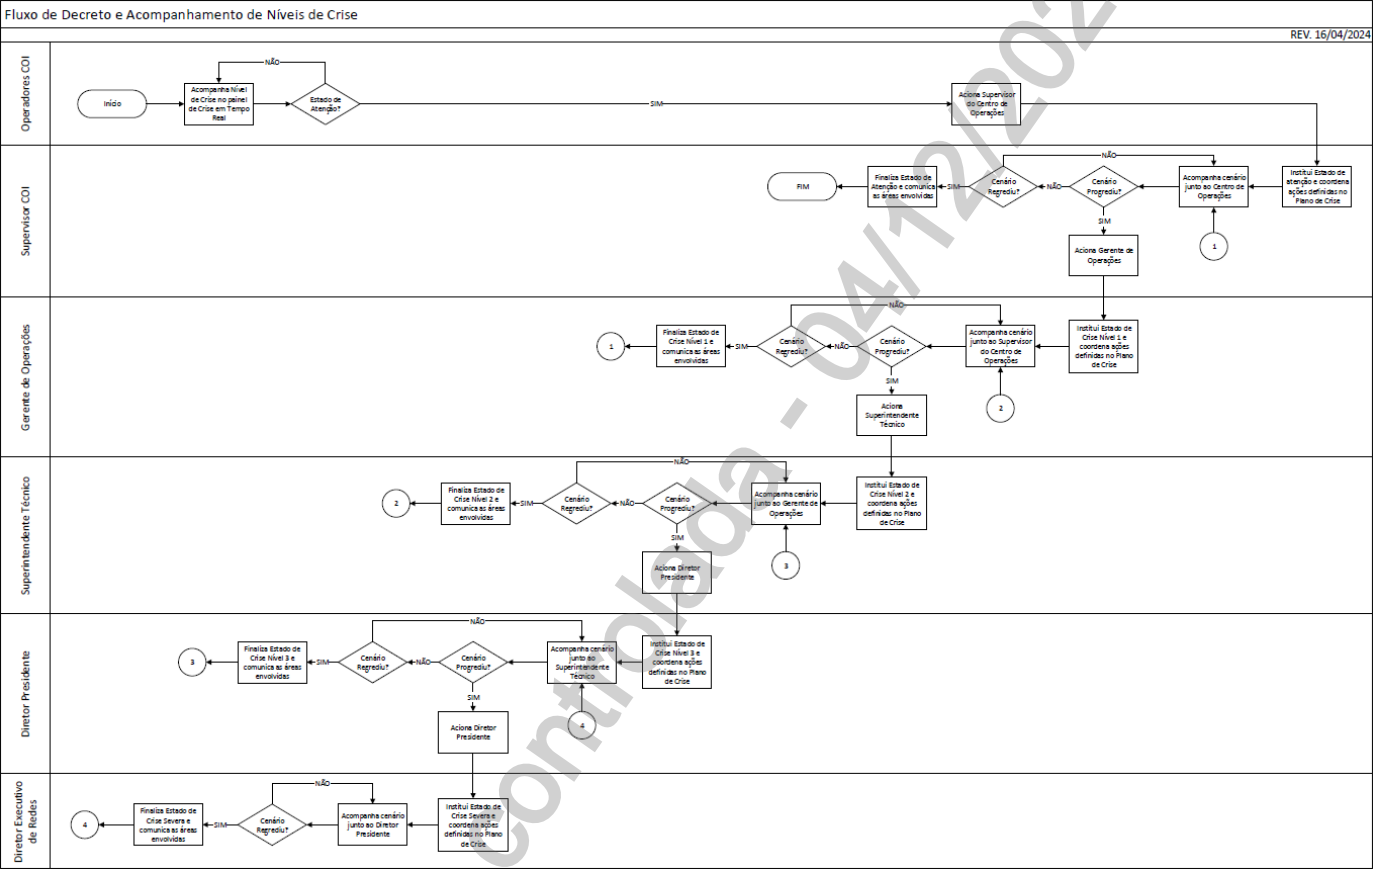 Fluxo de Decreto e Acompanhamento de Níveis de Crise
REV. 16/04/2024
Operadores COI
Início
Acompanha Nível
de Crise no painel
de Crise em Tempo
Real
NÃO
Estado de
Atenção?
SIM
Aciona Supervisor
do Centro de
Operações
Supervisor COI
FIM
Finaliza Estado de
Atenção e comunica
as áreas envolvidas
SIM
Cenário
Regrediu?
NÃO
NÃO
Cenário
Progrediu?
Acompanha cenário
junto ao Centro de
Operações
Institui Estado de
atenção e coordena
ações definidas no
Plano de Crise
SIM
1
Aciona Gerente de
Operações
Gerente de Operações
1
Finaliza Estado de
Crise Nível 1 e
comunica as áreas
envolvidas
SIM
Cenário
Regrediu?
NÃO
NÃO
Cenário
Progrediu?
Acompanha cenário
junto ao Supervisor
do Centro de
Operações
Institui Estado de
Crise Nível 1 e
coordena ações
definidas no Plano
de Crise
SIM
2
Aciona
Superintendente
Técnico
Superintendente Técnico
2
Finaliza Estado de
Crise Nível 2 e
comunica as áreas
envolvidas
SIM
Cenário
Regrediu?
NÃO
NÃO
Cenário
Progrediu?
Acompanha cenário
junto ao Gerente de
Operações
Institui Estado de
Crise Nível 2 e
coordena ações
definidas no Plano
de Crise
SIM
3
Aciona Diretor
Presidente
Diretor Presidente
3
Finaliza Estado de
Crise Nível 3 e
comunica as áreas
envolvidas
SIM
Cenário
Regrediu?
NÃO
NÃO
Cenário
Progrediu?
Acompanha cenário
junto ao
Superintendente
Técnico
Institui Estado de
Crise Nível 3 e
coordena ações
definidas no Plano
de Crise
SIM
4
Aciona Diretor
Presidente
Diretor Executivo
de Redes
4
Finaliza Estado de
Crise Severa e
comunica as áreas
envolvidas
SIM
Cenário
Regrediu?
NÃO
Acompanha cenário
junto ao Diretor
Presidente
Institui Estado de
Crise Severa e
coordena ações
definidas no Plano
de Crise
controlada - 04/12/202